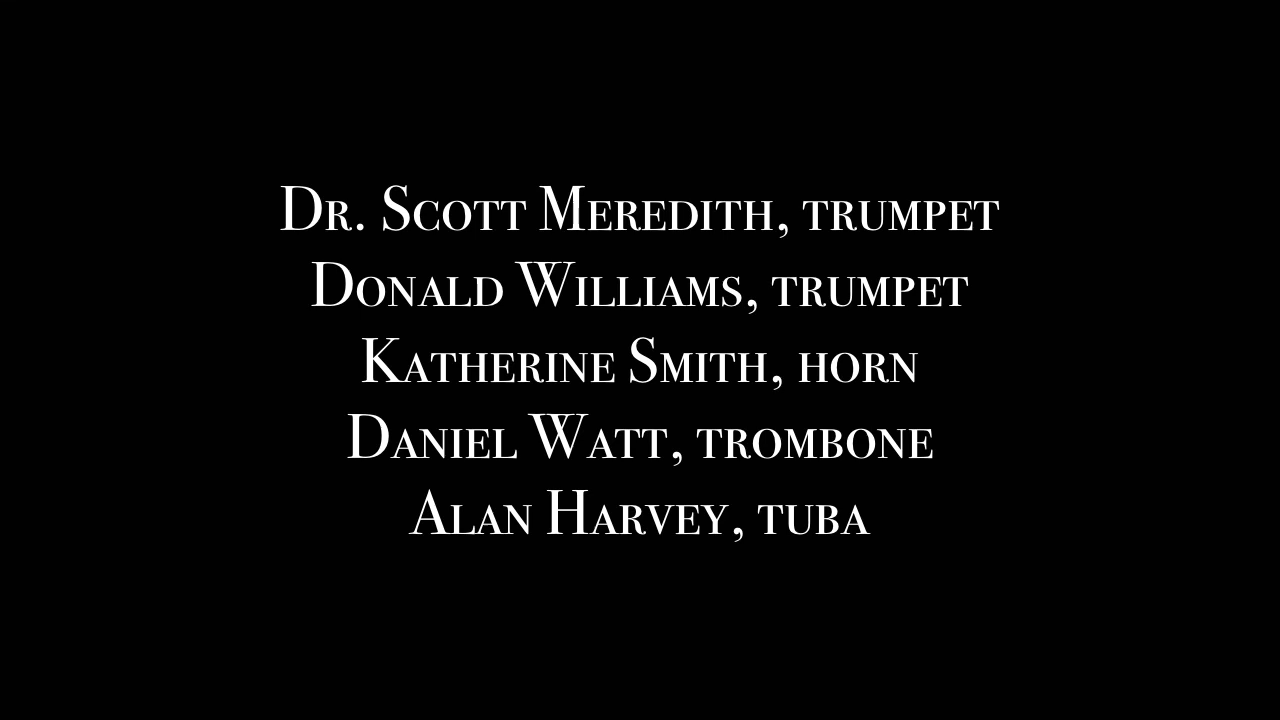 Dr. Scott Meredith, trumpet
Donald Williams, trumpet
Katherine Smith, horn
Daniel Watt, trombone
Alan Harvey, tuba